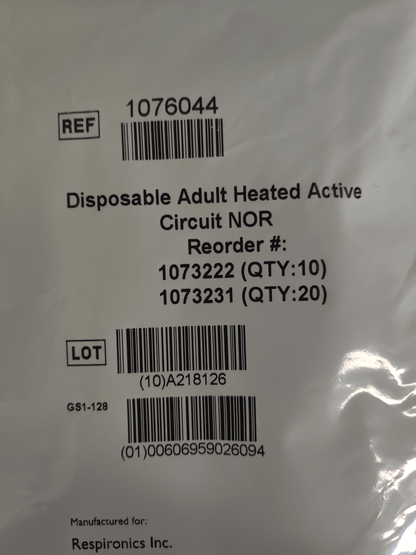 1076044
REF
Disposable Adult Heated Active
Circuit NOR
Reorder #:
1073222 (QTY:10)
1073231 (QTY:20)
LOT
(10)A218126
GS1-128
(01)00606959026094
Manufactured for:
Respironics Inc.